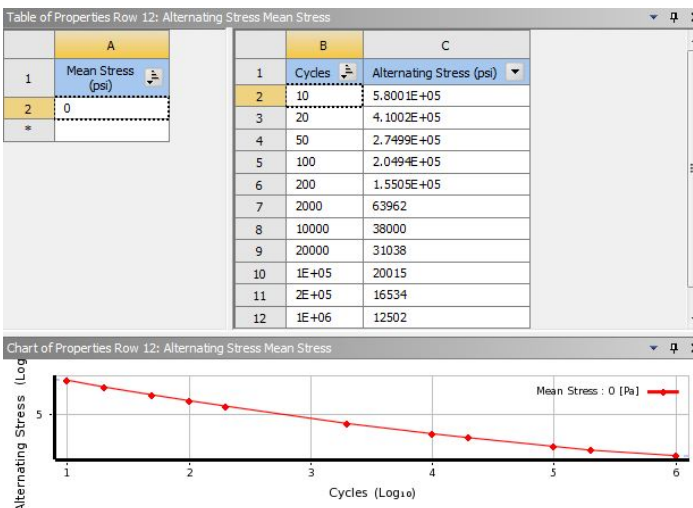 Table of Properties Row 12: Alternating Stress Mean Stress
A
1 Mean Stress
(psi)
2 0
*
B C
1 Cycles Alternating Stress (psi)
2 10 5.8001E+05
3 20 4.1002E+05
4 50 2.7499E+05
5 100 2.0494E+05
6 200 1.5505E+05
7 2000 63962
8 10000 38000
9 20000 31038
10 1E+05 20015
11 2E+05 16534
12 1E+06 12502
Chart of Properties Row 12: Alternating Stress Mean Stress
Alternating Stress (Log
5
Mean Stress : 0 [Pa]
1 2 3 4 5 6
Cycles (Log₁₀)